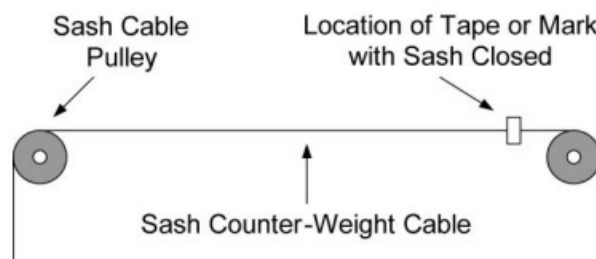 Sash Cable
Pulley
Location of Tape or Mark
with Sash Closed
Sash Counter-Weight Cable